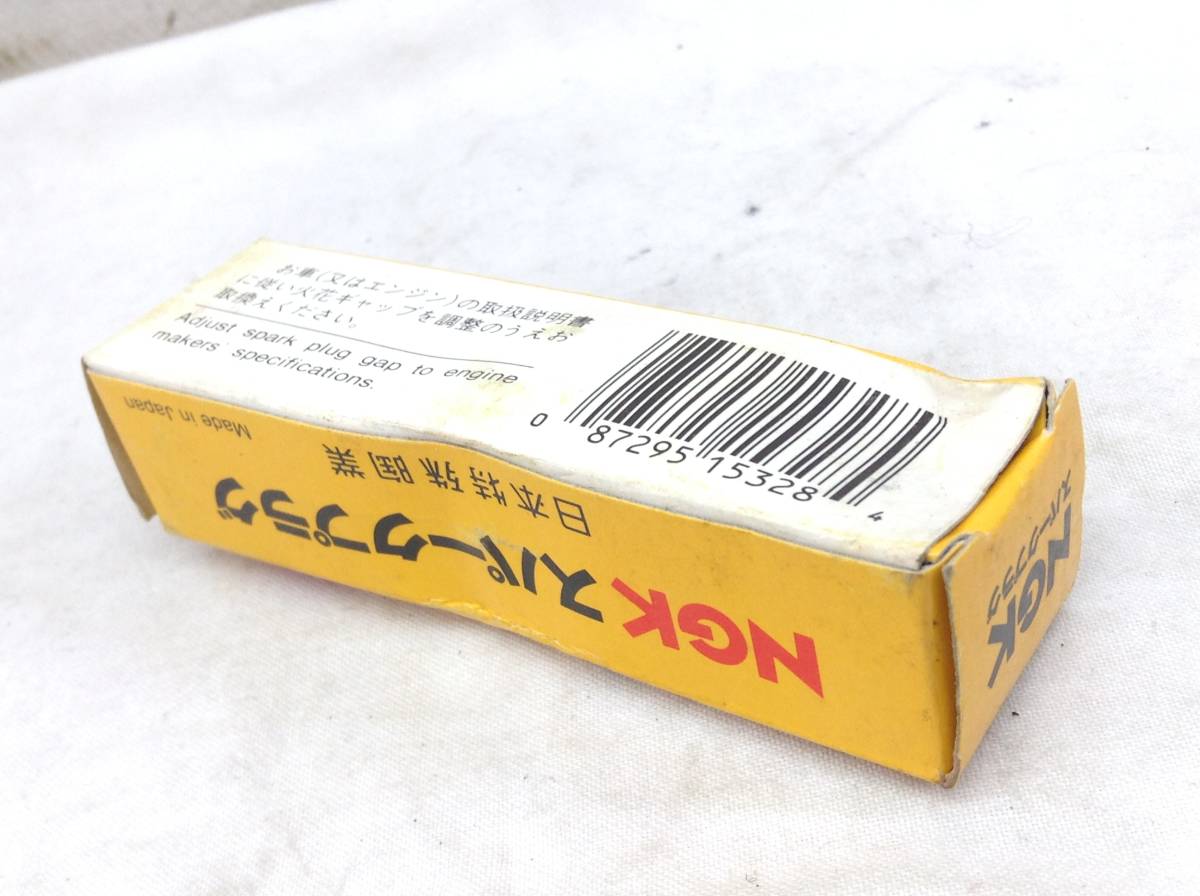 お車(又はエンジン)の取扱説明書
に従い火花ギャップを調整のうえお
取換えください。
Adjust spark plug gap to engine
makers' specifications.
0 87295 15328 4
NGK スパークプラグ
日本特殊陶業
Made in Japan
NGK
スパークプラグ